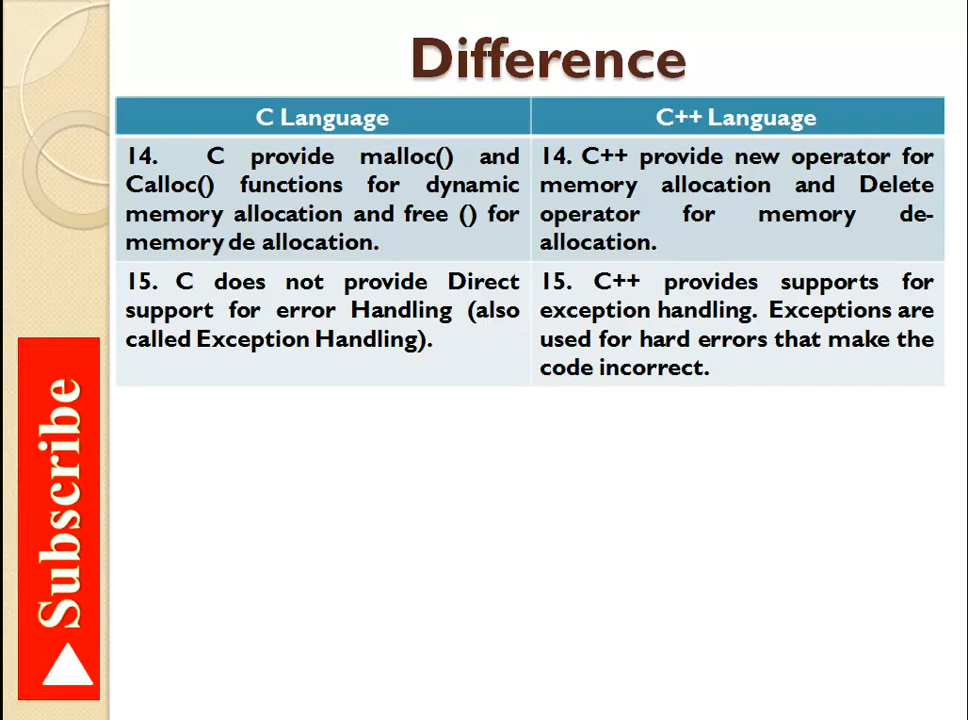 Difference
C Language
C++ Language
14. C provide malloc() and
Calloc() functions for dynamic
memory allocation and free () for
memory de allocation.
14. C++ provide new operator for
memory allocation and Delete
operator for memory de-
allocation.
15. C does not provide Direct
support for error Handling (also
called Exception Handling).
15. C++ provides supports for
exception handling. Exceptions are
used for hard errors that make the
code incorrect.
Subscribe